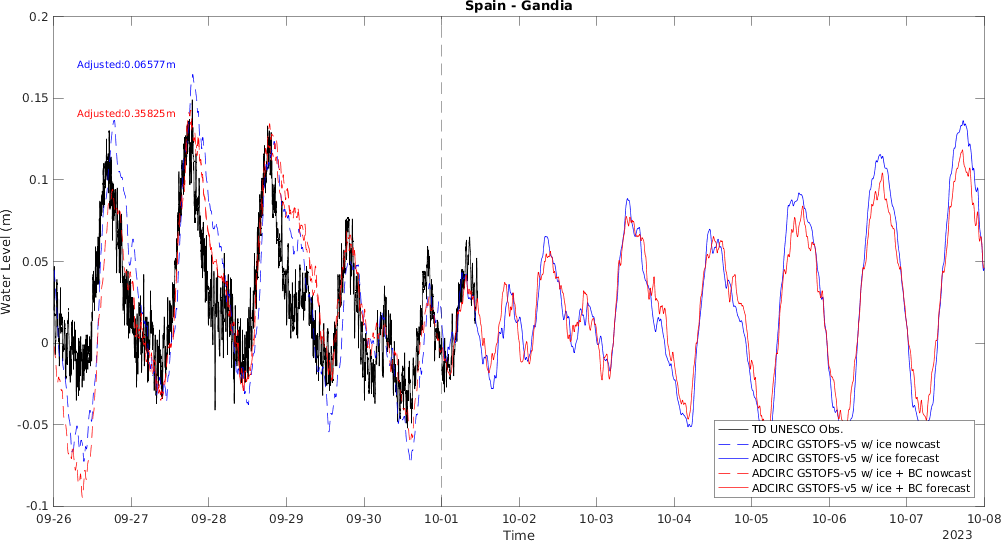 Spain - Gandia
Adjusted:0.06577m
Adjusted:0.35825m
Water Level (m)
0.2
0.15
0.1
0.05
0
-0.05
-0.1
TD UNESCO Obs.
ADCIRC GSTOFS-v5 w/ ice nowcast
ADCIRC GSTOFS-v5 w/ ice forecast
ADCIRC GSTOFS-v5 w/ ice + BC nowcast
ADCIRC GSTOFS-v5 w/ ice + BC forecast
09-26 09-27 09-28 09-29 09-30 10-01 10-02 10-03 10-04 10-05 10-06 10-07 10-08
Time
2023